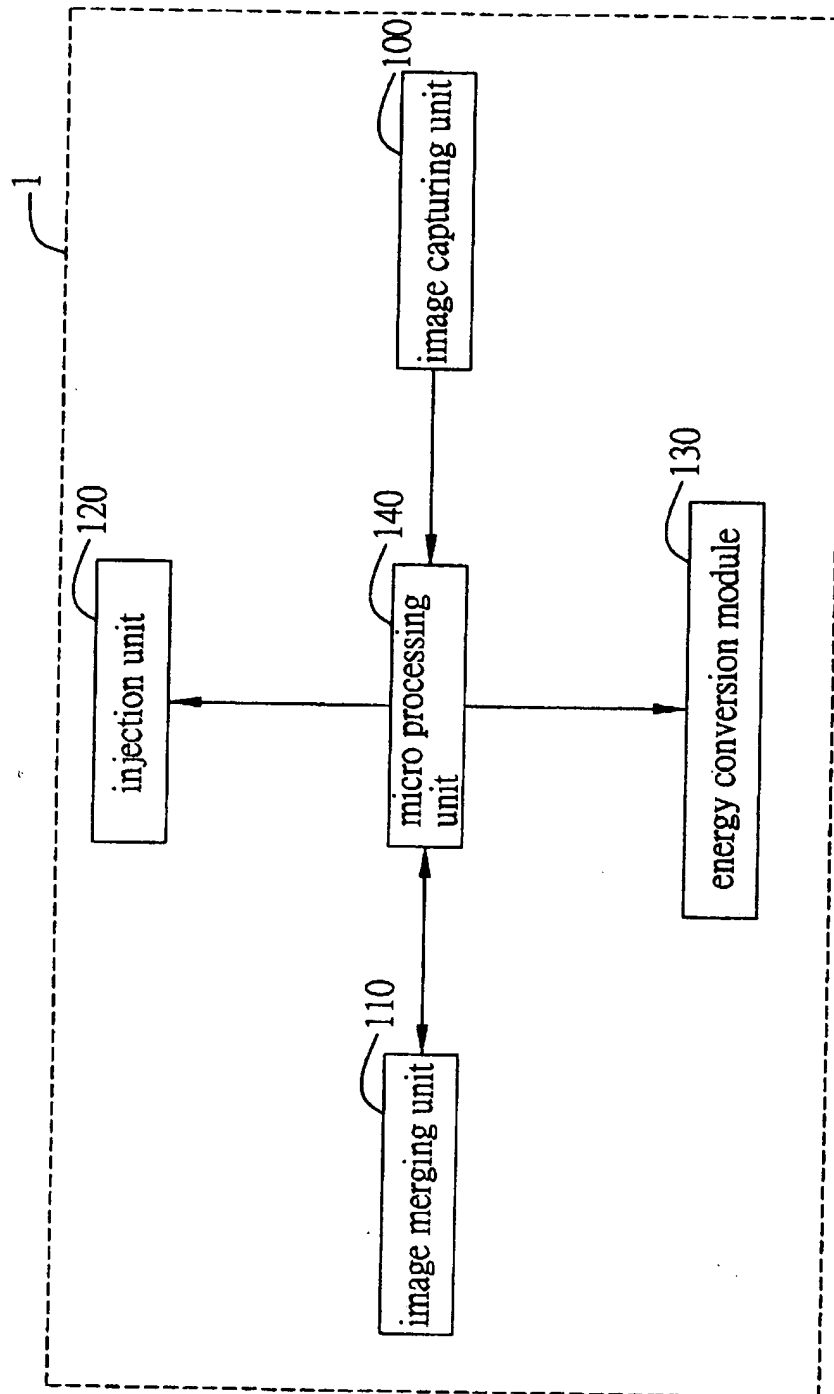 1
120
injection unit
110
image merging unit
140
micro processing
unit
100
image capturing unit
130
energy conversion module